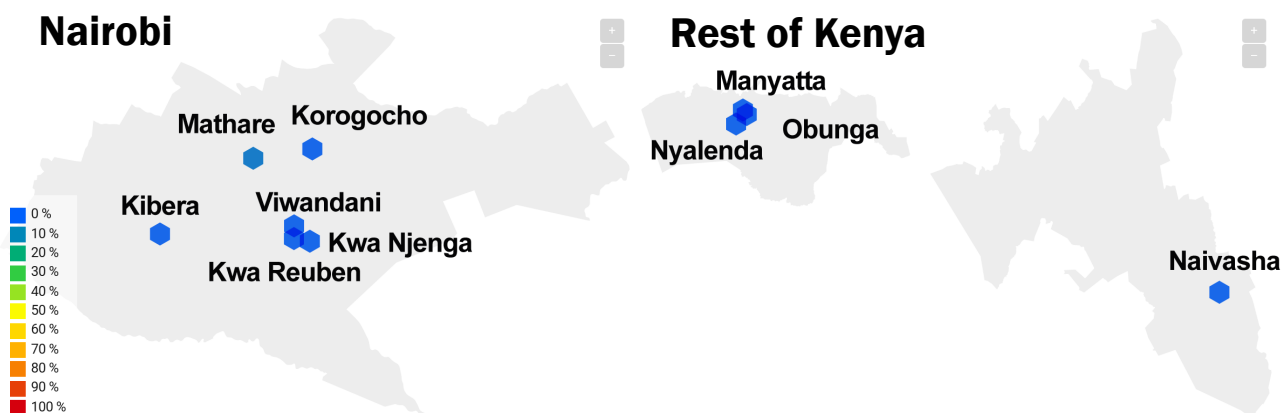 Nairobi
Rest of Kenya
+
−
+
−
Manyatta
Mathare
Korogocho
Obunga
Nyalenda
Kibera
Viwandani
Kwa Njenga
Kwa Reuben
Naivasha
0 %
10 %
20 %
30 %
40 %
50 %
60 %
70 %
80 %
90 %
100 %